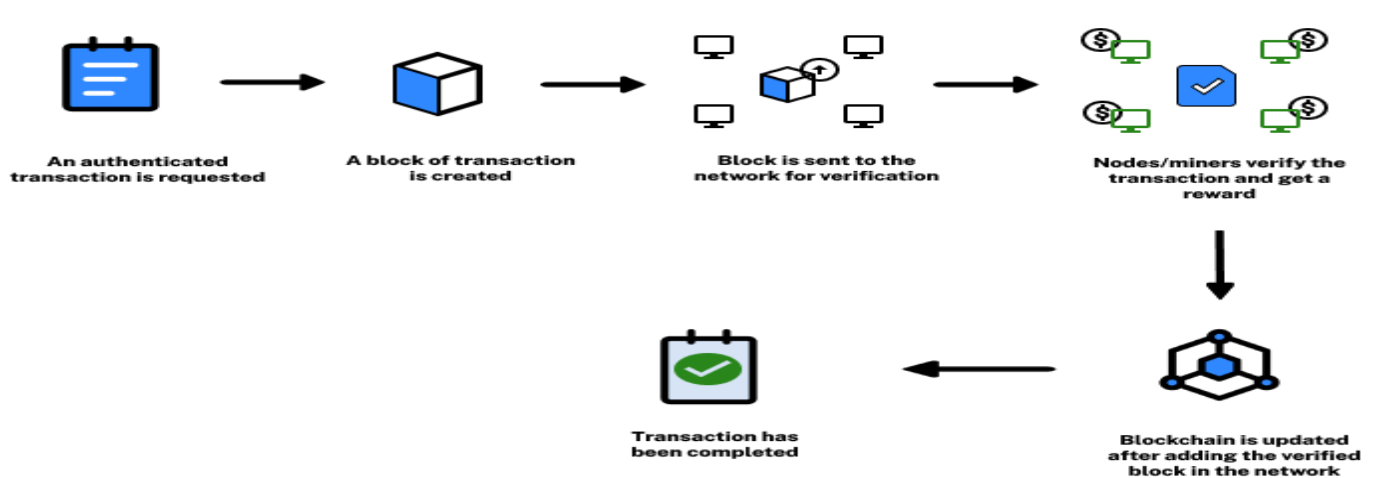 An authenticated
transaction is requested
A block of transaction
is created
Block is sent to the
network for verification
Nodes/miners verify the
transaction and get a
reward
Blockchain is updated
after adding the verified
block in the network
Transaction has
been completed